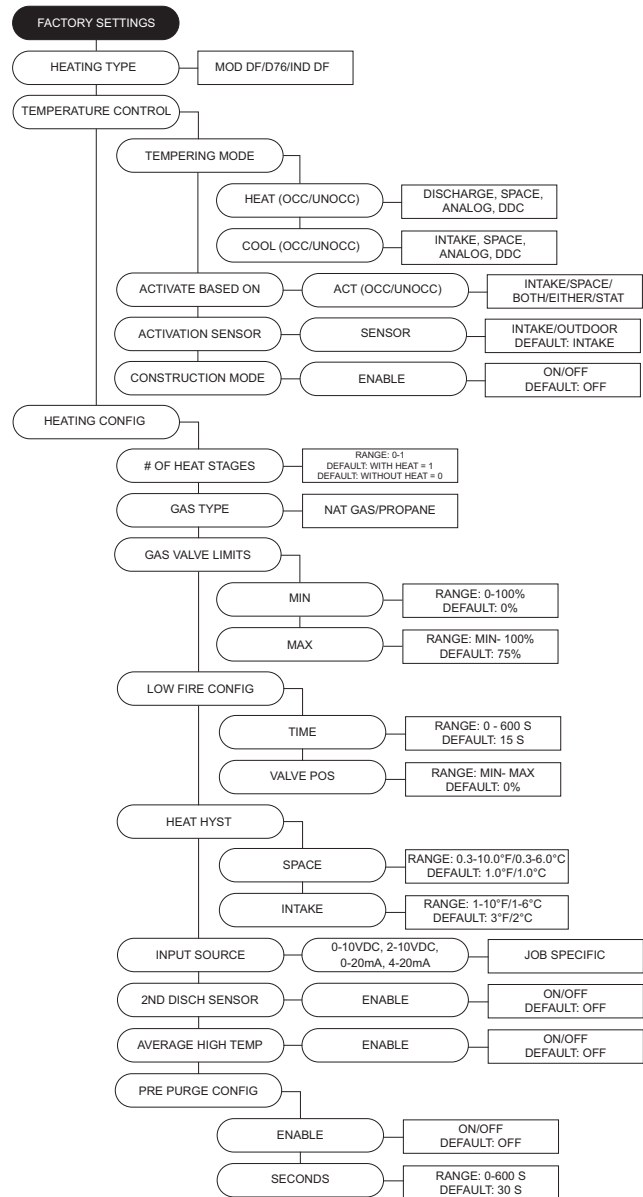 FACTORY SETTINGS
HEATING TYPE
MOD DF/D76/IND DF
TEMPERATURE CONTROL
TEMPERING MODE
HEAT (OCC/UNOCC)
DISCHARGE, SPACE,
ANALOG, DDC
COOL (OCC/UNOCC)
INTAKE, SPACE,
ANALOG, DDC
ACTIVATE BASED ON
ACT (OCC/UNOCC)
INTAKE/SPACE/
BOTH/EITHER/STAT
ACTIVATION SENSOR
SENSOR
INTAKE/OUTDOOR
DEFAULT: INTAKE
CONSTRUCTION MODE
ENABLE
ON/OFF
DEFAULT: OFF
HEATING CONFIG
# OF HEAT STAGES
RANGE: 0-1
DEFAULT: WITH HEAT = 1
DEFAULT: WITHOUT HEAT = 0
GAS TYPE
NAT GAS/PROPANE
GAS VALVE LIMITS
MIN
RANGE: 0-100%
DEFAULT: 0%
MAX
RANGE: MIN- 100%
DEFAULT: 75%
LOW FIRE CONFIG
TIME
RANGE: 0 - 600 S
DEFAULT: 15 S
VALVE POS
RANGE: MIN- MAX
DEFAULT: 0%
HEAT HYST
SPACE
RANGE: 0.3-10.0°F/0.3-6.0°C
DEFAULT: 1.0°F/1.0°C
INTAKE
RANGE: 1-10°F/1-6°C
DEFAULT: 3°F/2°C
INPUT SOURCE
0-10VDC, 2-10VDC,
0-20mA, 4-20mA
JOB SPECIFIC
2ND DISCH SENSOR
ENABLE
ON/OFF
DEFAULT: OFF
AVERAGE HIGH TEMP
ENABLE
ON/OFF
DEFAULT: OFF
PRE PURGE CONFIG
ENABLE
ON/OFF
DEFAULT: OFF
SECONDS
RANGE: 0-600 S
DEFAULT: 30 S